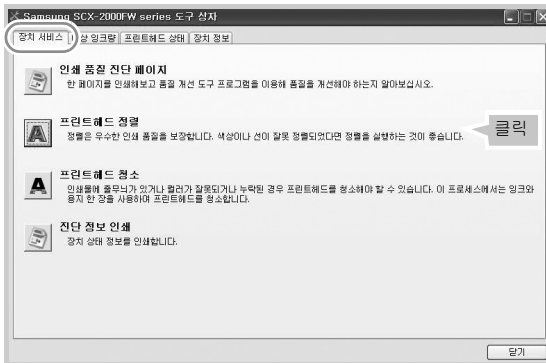 Samsung SCX-2000FW series 도구 상자
장치 서비스 상 잉크량 프린트헤드 상태 장치 정보
인쇄 품질 진단 페이지
한 페이지를 인쇄해보고 품질 개선 도구 프로그램을 이용해 품질을 개선해야 하는지 알아보십시오.
프린트헤드 정렬
정렬은 우수한 인쇄 품질을 보장합니다. 색상이나 선이 잘못 정렬되었다면 정렬을 실행하는 것이 좋습니다.
클릭
프린트헤드 청소
인쇄물에 줄무늬가 있거나 컬러가 잘못되거나 누락된 경우 프린트헤드를 청소해야 할 수 있습니다. 이 프로세스에서는 잉크와
용지 한 장을 사용하여 프린트헤드를 청소합니다.
진단 정보 인쇄
장치 상태 정보를 인쇄합니다.
닫기